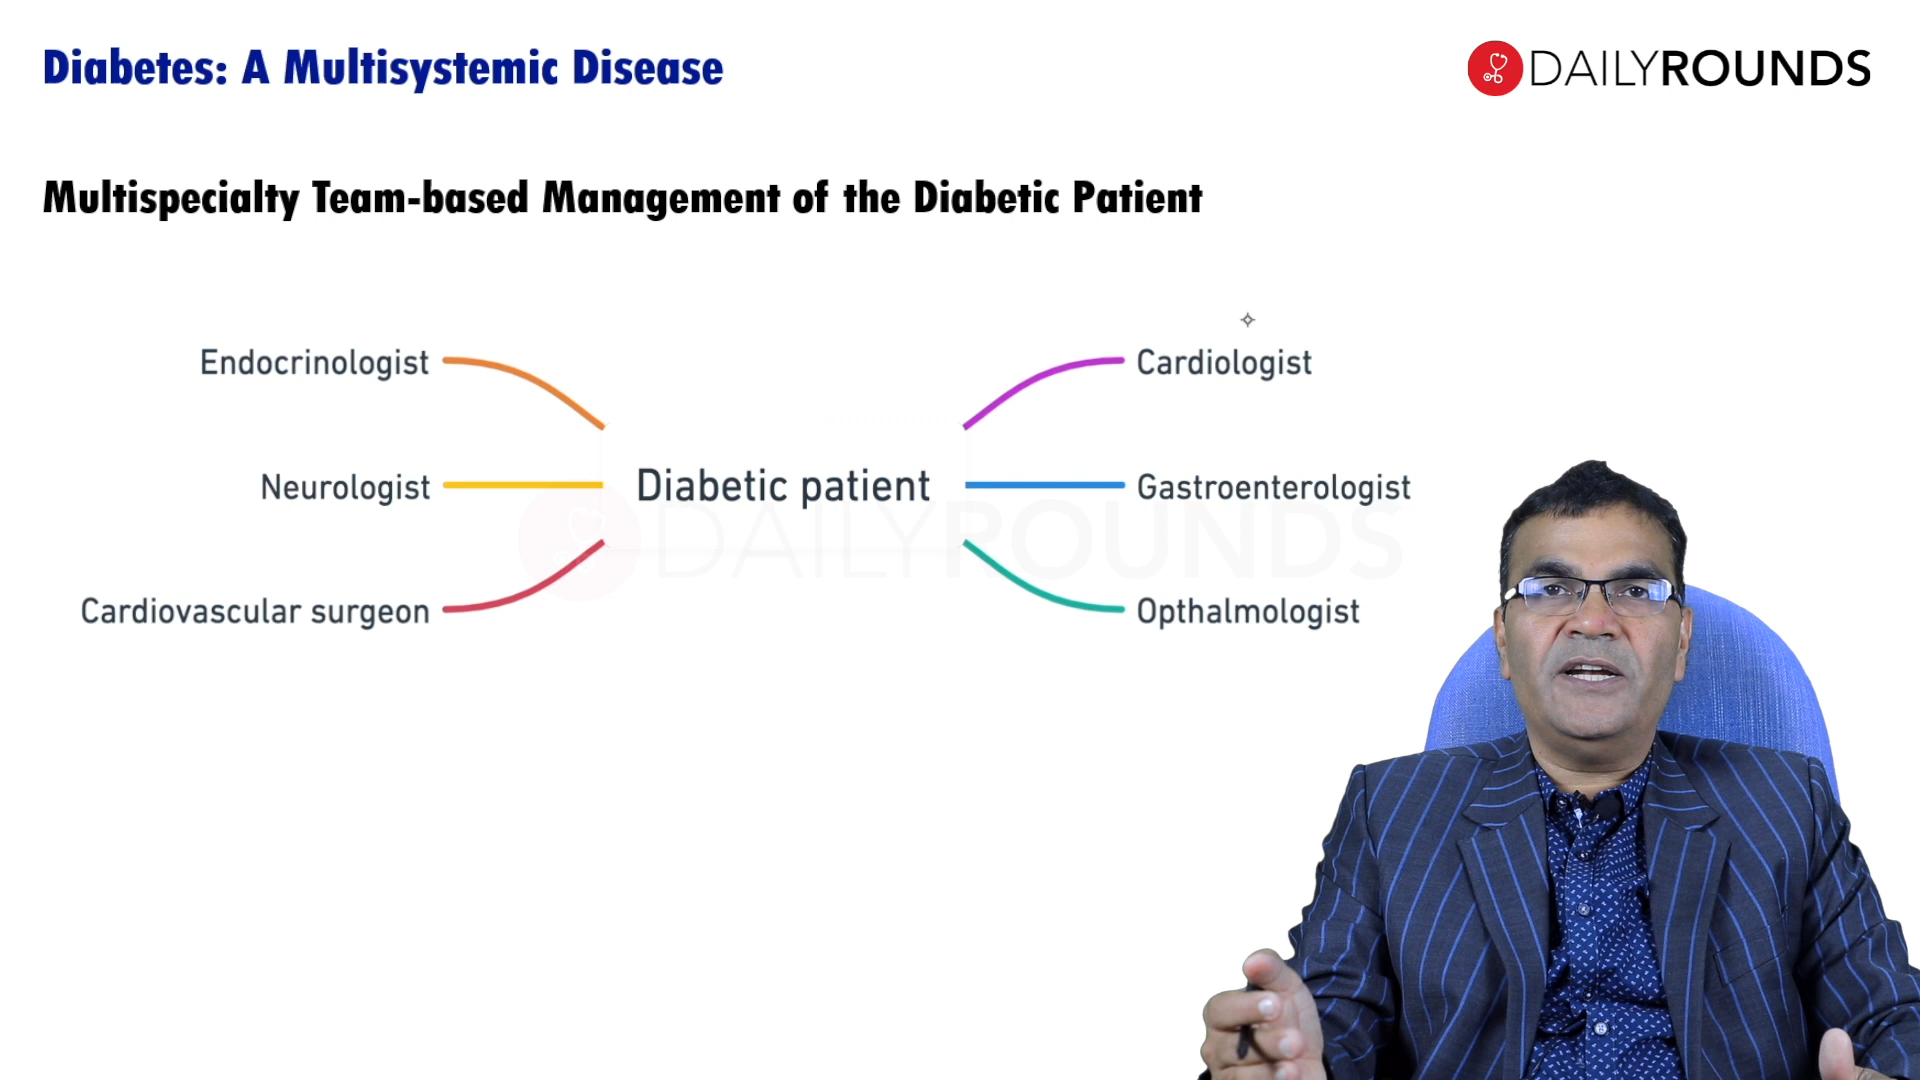 Diabetes: A Multisystemic Disease
DAILYROUNDS
Multispecialty Team-based Management of the Diabetic Patient
Endocrinologist
Cardiologist
Neurologist
Diabetic patient
Gastroenterologist
DAILYROUNDS
Cardiovascular surgeon
Opthalmologist